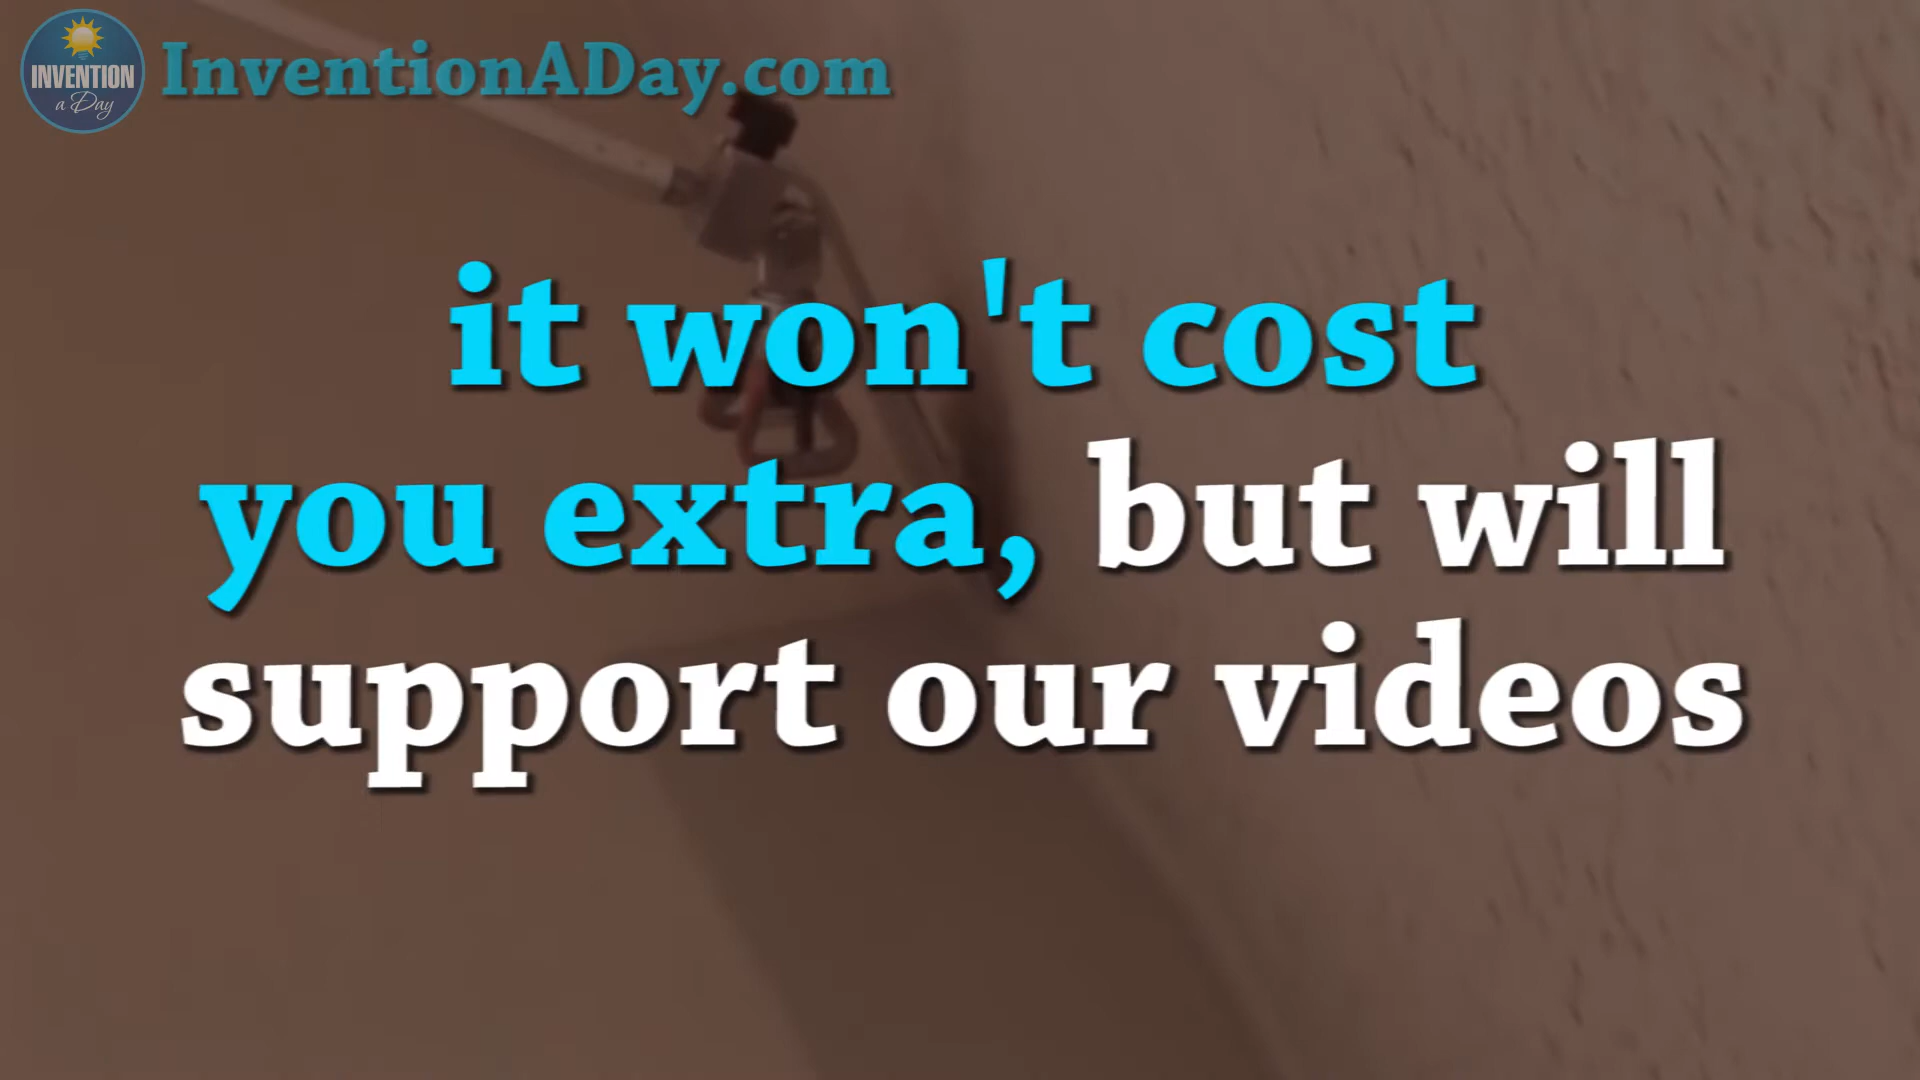 INVENTION
a Day
InventionADay.com
it won't cost
you extra, but will
support our videos